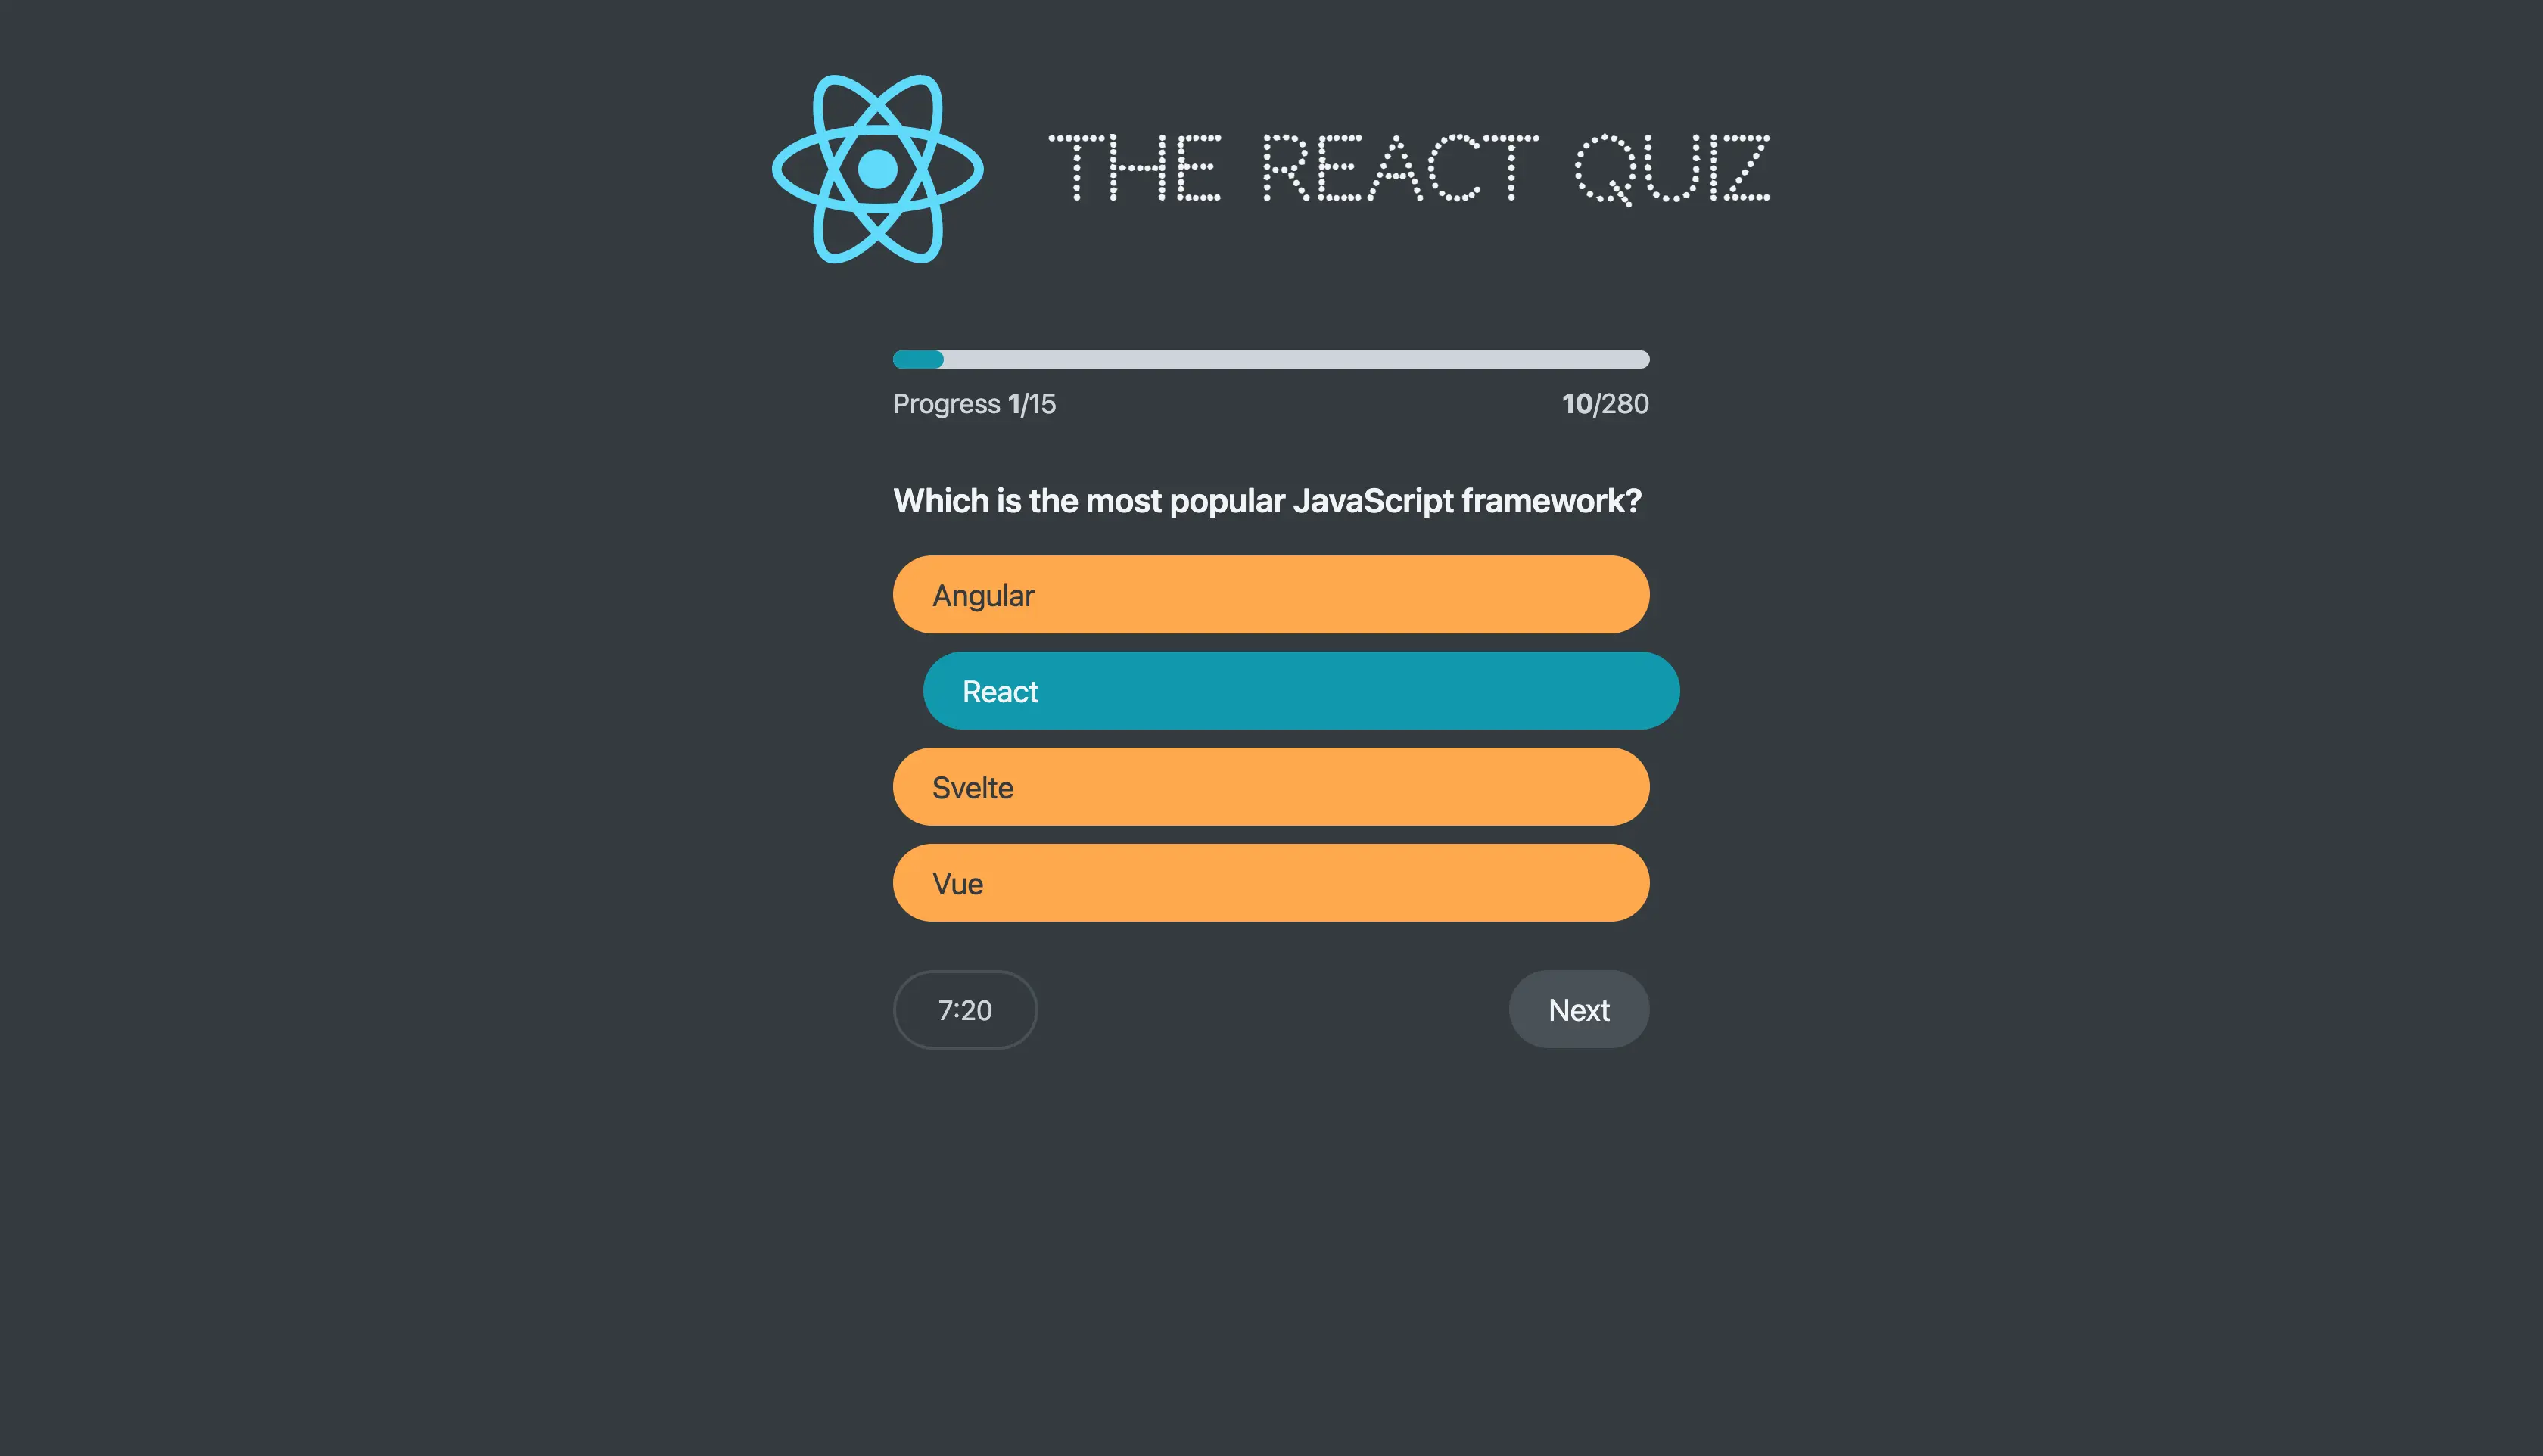 THE REACT QUIZ
Progress 1/15
10/280
Which is the most popular JavaScript framework?
Angular
React
Svelte
Vue
7:20
Next